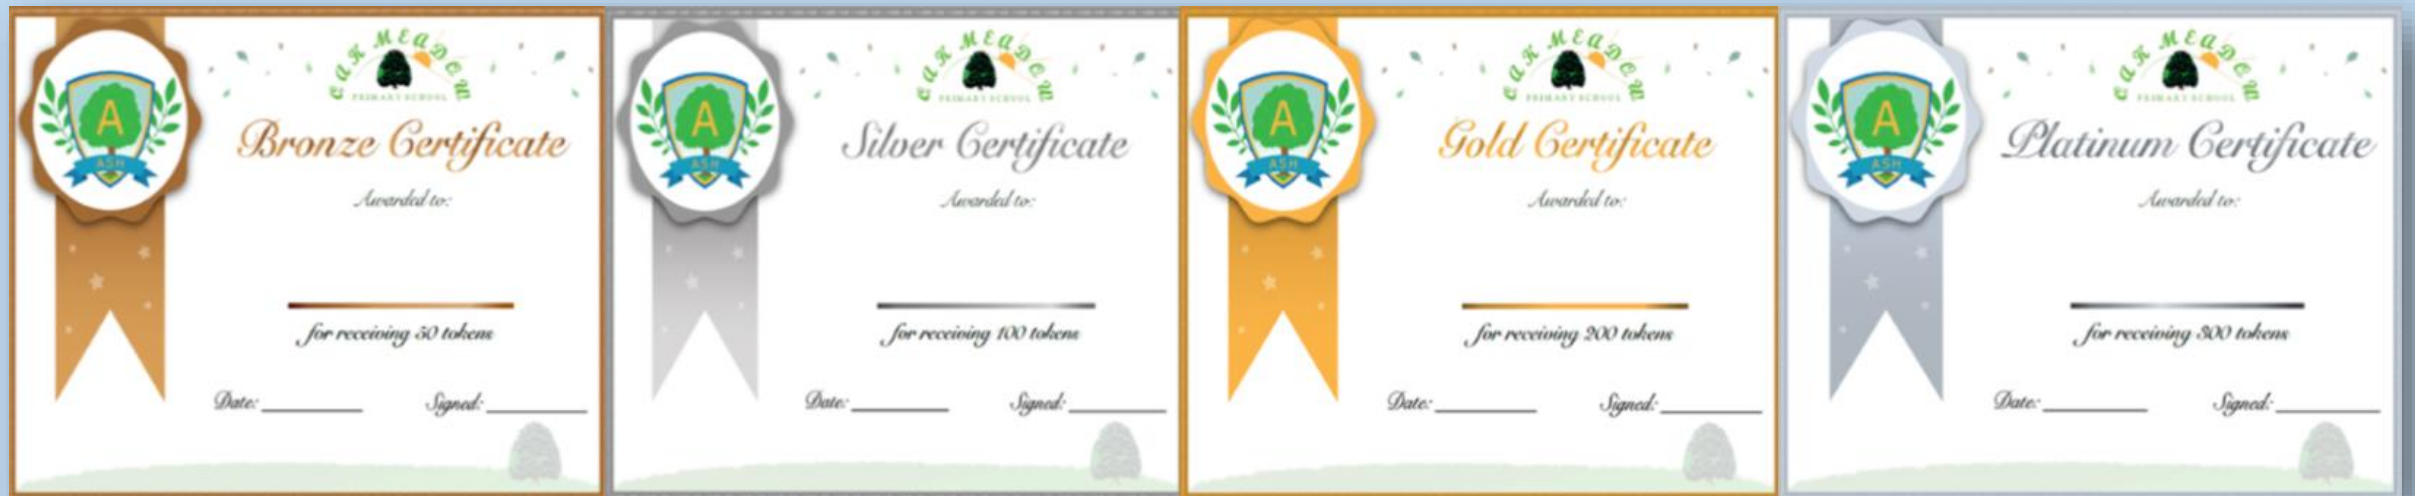 OAK MEADOW
PRIMARY SCHOOL
A
ASH
Bronze Certificate
Awarded to:
for receiving 50 tokens
Date: Signed:
OAK MEADOW
PRIMARY SCHOOL
A
ASH
Silver Certificate
Awarded to:
for receiving 100 tokens
Date: Signed:
OAK MEADOW
PRIMARY SCHOOL
A
ASH
Gold Certificate
Awarded to:
for receiving 200 tokens
Date: Signed:
OAK MEADOW
PRIMARY SCHOOL
A
ASH
Platinum Certificate
Awarded to:
for receiving 300 tokens
Date: Signed: